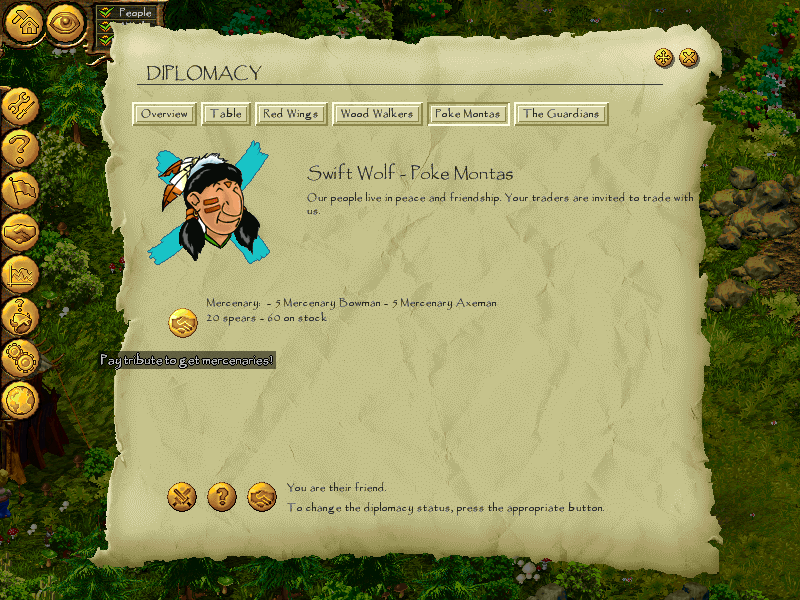 People
DIPLOMACY
Overview
Table
Red Wings
Wood Walkers
Poke Montas
The Guardians
Swift Wolf - Poke Montas
Our people live in peace and friendship. Your traders are invited to trade with
us.
Mercenary: - 5 Mercenary Bowman - 5 Mercenary Axeman
20 spears - 60 on stock
Pay tribute to get mercenaries!
You are their friend.
To change the diplomacy status, press the appropriate button.